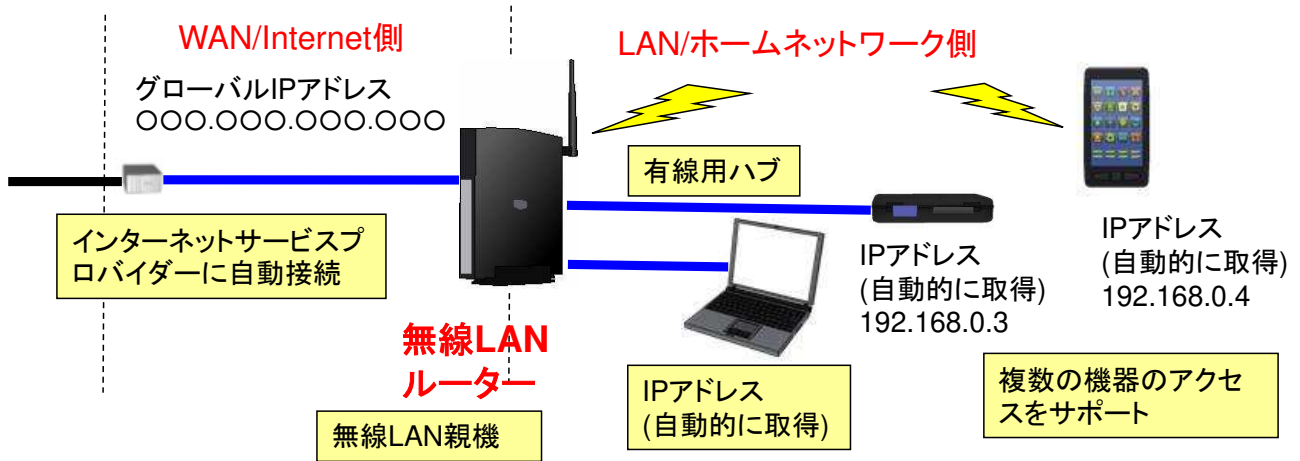 WAN/Internet側
LAN/ホームネットワーク側
グローバルIPアドレス
〇〇〇.〇〇〇.〇〇〇.〇〇〇
有線用ハブ
インターネットサービスプ
ロバイダーに自動接続
IPアドレス
(自動的に取得)
192.168.0.3
IPアドレス
(自動的に取得)
192.168.0.4
無線LAN
ルーター
無線LAN親機
IPアドレス
(自動的に取得)
複数の機器のアクセ
スをサポート